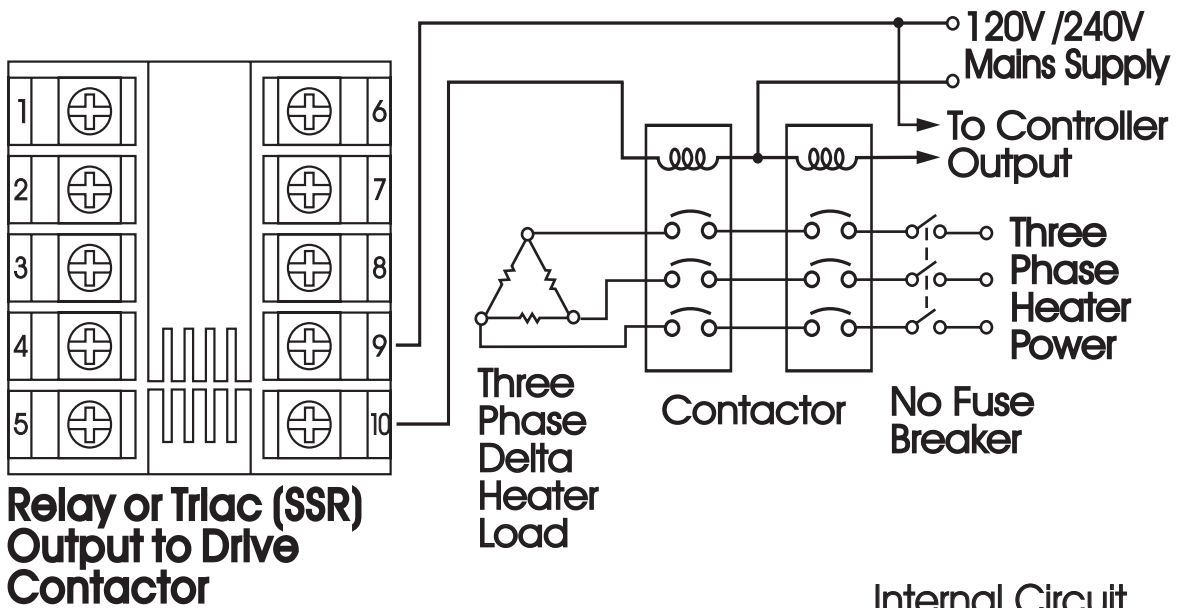 120V /240V
Mains Supply
To Controller
Output
1
6
2
7
3
8
4
9
5
10
Three
Phase
Heater
Power
Three
Phase
Delta
Heater
Load
Contactor
No Fuse
Breaker
Relay or Triac (SSR)
Output to Drive
Contactor
Internal Circuit